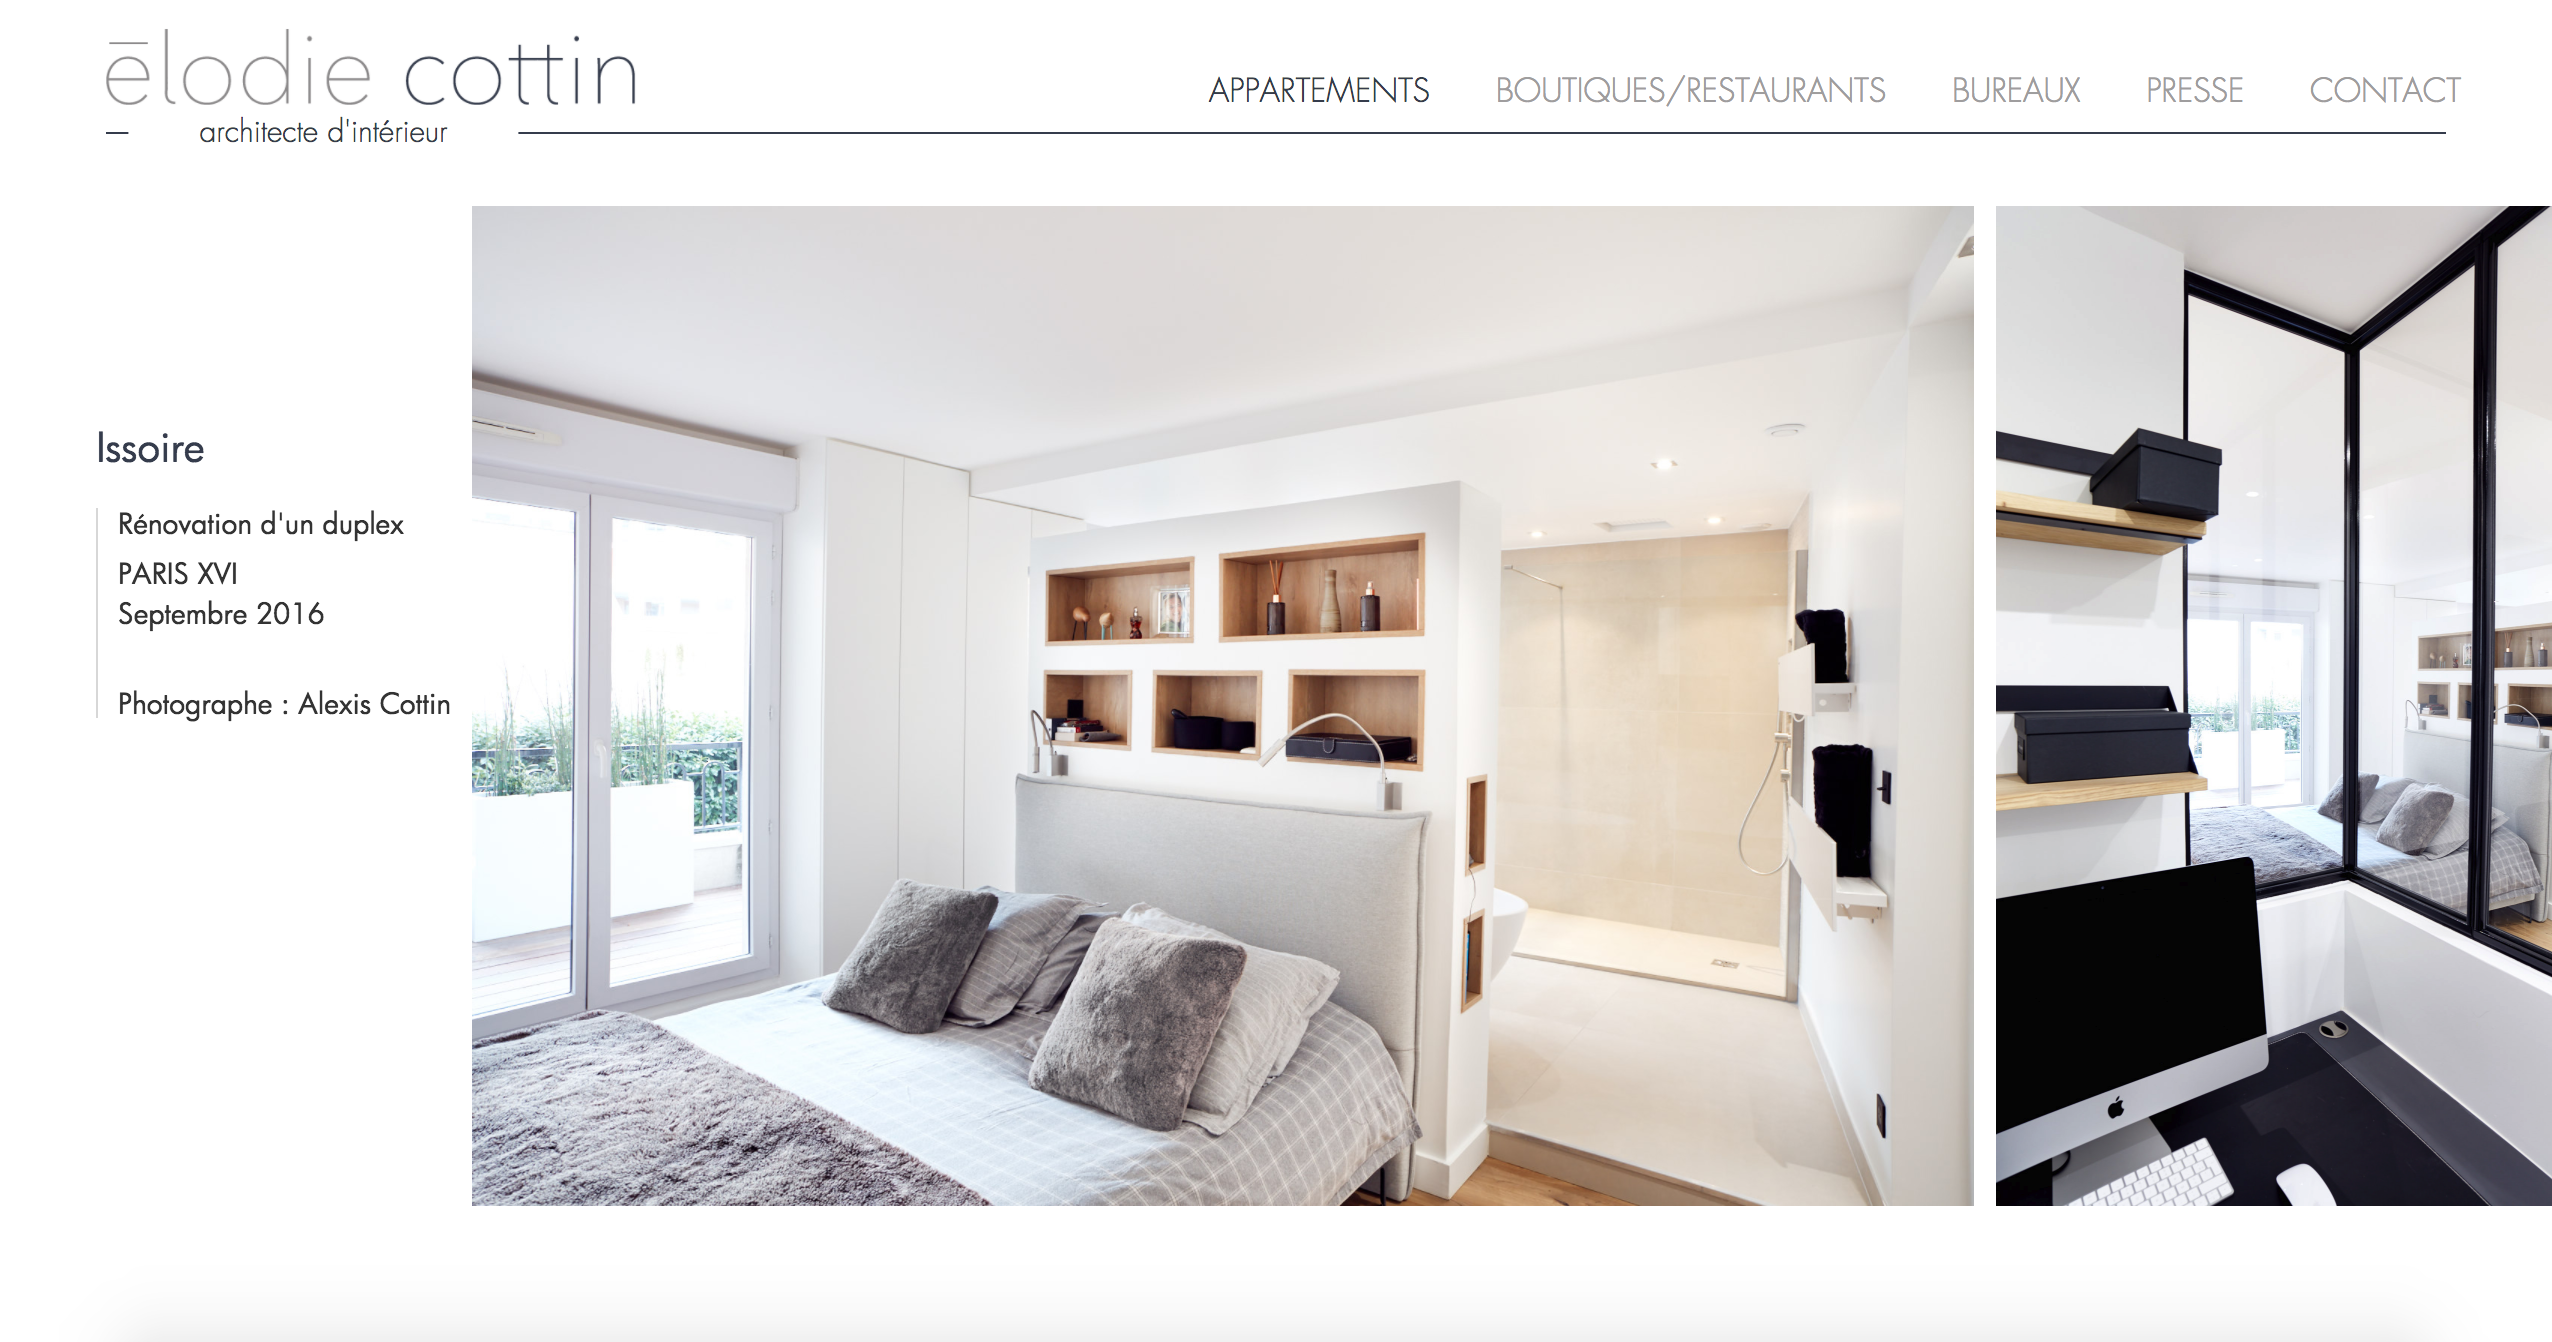 ēlodie cottin
architecte d'intérieur
APPARTEMENTS BOUTIQUES/RESTAURANTS BUREAUX PRESSE CONTACT
Issoire
Rénovation d'un duplex
PARIS XVI
Septembre 2016
Photographe : Alexis Cottin